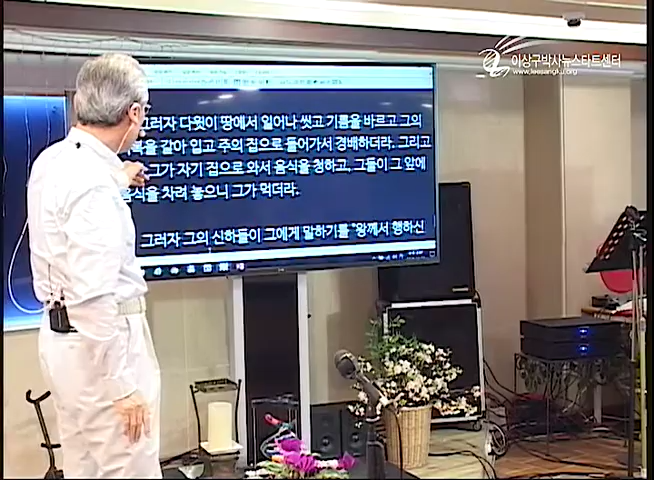 이상구박사뉴스타트센터
www.leesangku.org
그러자 다윗이 땅에서 일어나 씻고 기름을 바르고 그의
복을 갈아 입고 주의 집으로 들어가서 경배하더라. 그리고
그가 자기 집으로 와서 음식을 청하고, 그들이 그 앞에
음식을 차려 놓으니 그가 먹더라.
그러자 그의 신하들이 그에게 말하기를 "왕께서 행하신